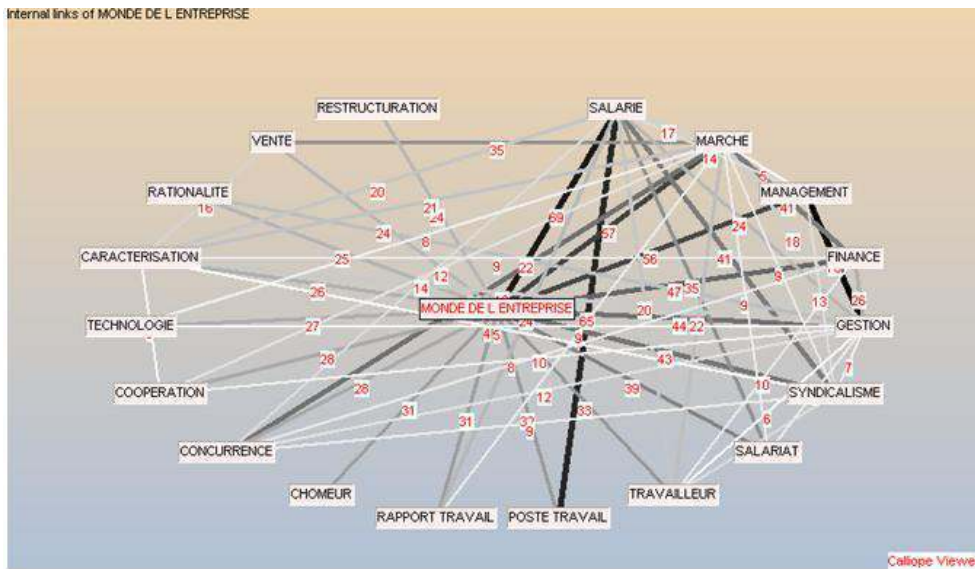 Internal links of MONDE DE L ENTREPRISE
RESTRUCTURATION
SALARIE
17
VENTE
MARCHE
35
14
5
RATIONALITE
20
MANAGEMENT
16
21
41
24
69
24
24
8
57
18
CARACTERISATION
25
9
22
56
41
FINANCE
12
9
26
14
47
35
13
26
MONDE DE L ENTREPRISE
20
9
TECHNOLOGIE
27
24
65
44
22
GESTION
5
9
28
10
43
7
8
COOPERATION
28
12
39
10
SYNDICALISME
31
31
33
6
9
CONCURRENCE
SALARIAT
CHOMEUR
TRAVAILLEUR
RAPPORT TRAVAIL
POSTE TRAVAIL
Calliope Viewe